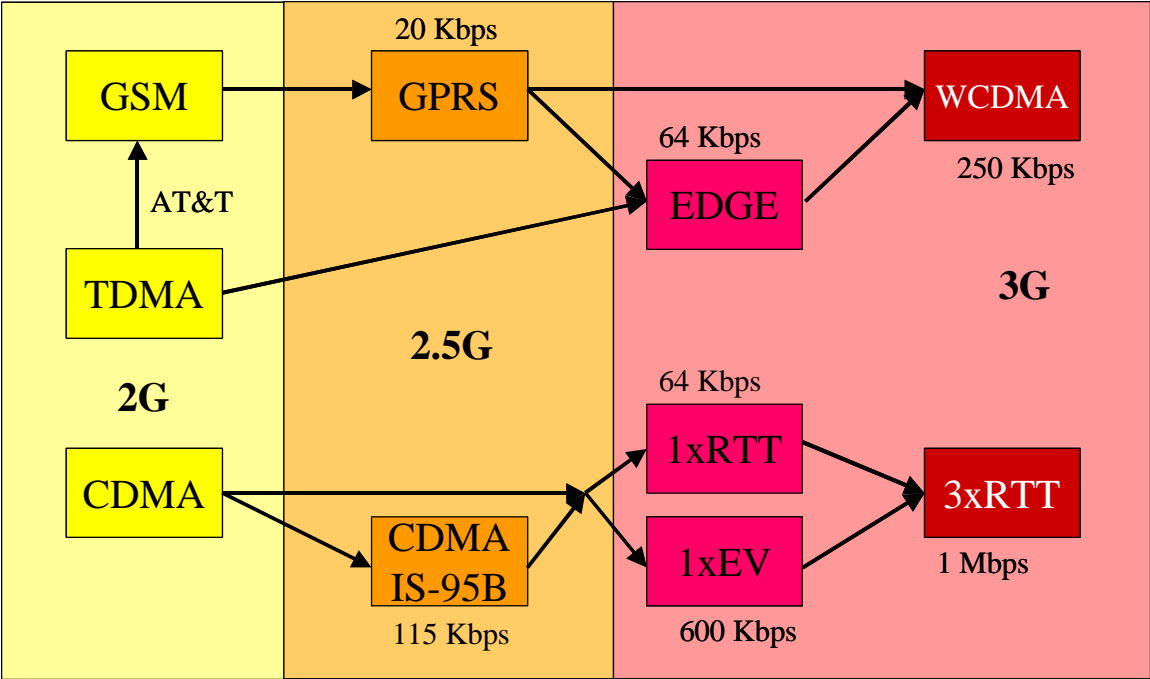 20 Kbps
GSM
GPRS
WCDMA
64 Kbps
250 Kbps
AT&T
EDGE
TDMA
3G
2.5G
2G
64 Kbps
1xRTT
CDMA
3xRTT
CDMA
IS-95B
1xEV
1 Mbps
115 Kbps
600 Kbps